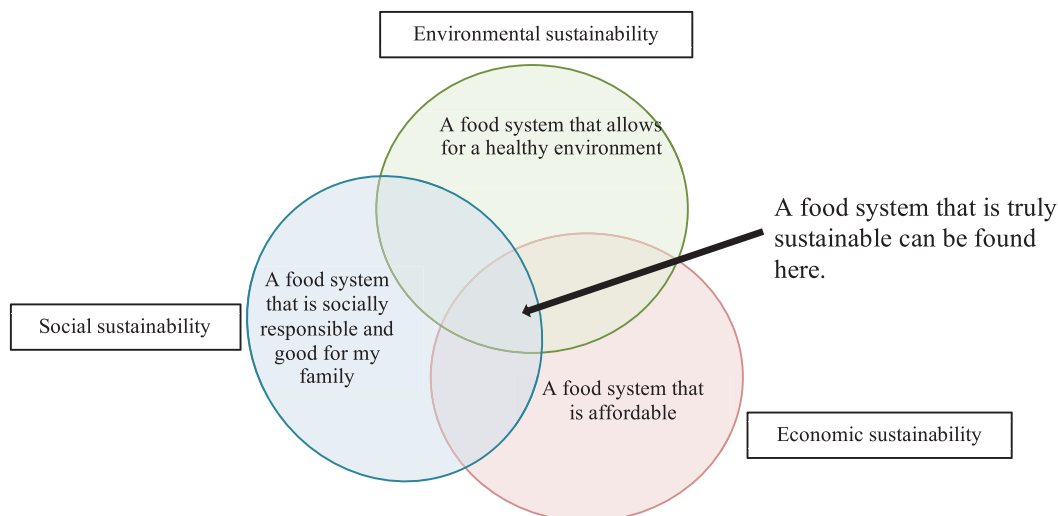 Environmental sustainability
A food system that allows
for a healthy environment
A food system that is truly
sustainable can be found
here.
A food system
that is socially
responsible and
good for my
family
Social sustainability
A food system that
is affordable
Economic sustainability